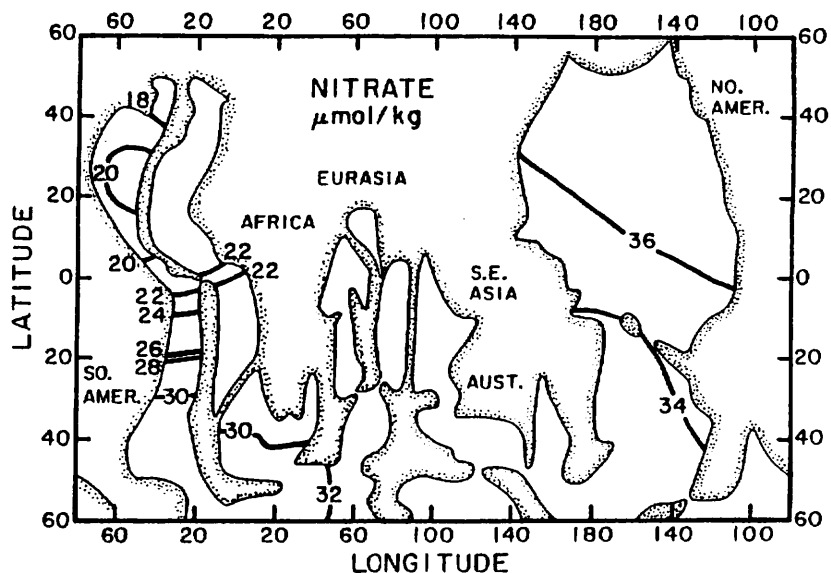 60 20 20 60 100 140 180 140 100
60 60
NITRATE
µmol/kg
NO.
AMER.
18
40 40
EURASIA
20
20 20
AFRICA
36
20 22
0 22 0
S.E.
ASIA
22
24
26
28
20 20
SO.
AMER.
30
AUST.
34
30
40 40
32
60 60
60 20 20 60 100 140 180 140 100
LATITUDE
LONGITUDE